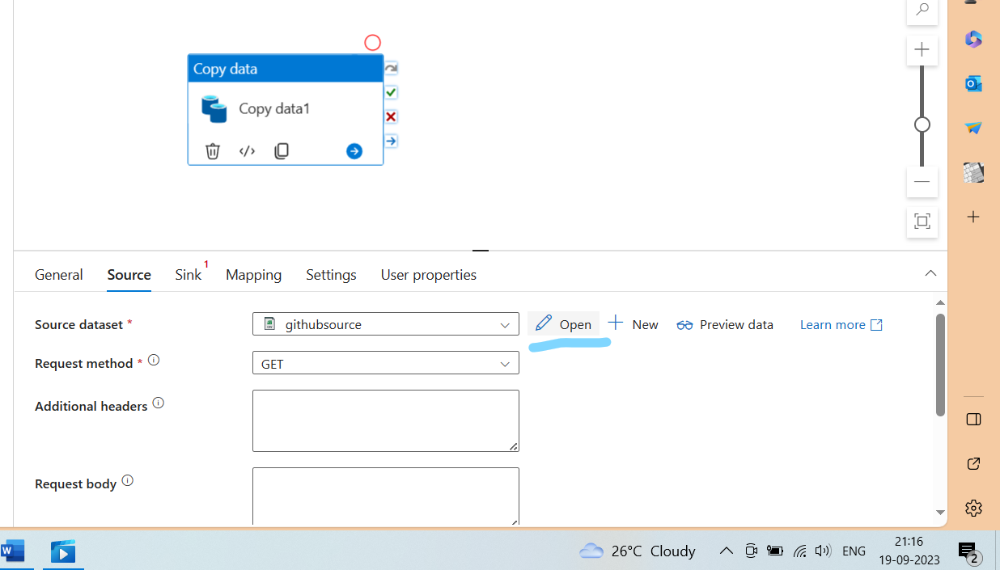 Copy data
Copy data1
General Source Sink 1 Mapping Settings User properties
Source dataset * githubsource Open New Preview data Learn more
Request method * GET
Additional headers
Request body
26°C Cloudy ENG 21:16
19-09-2023 2